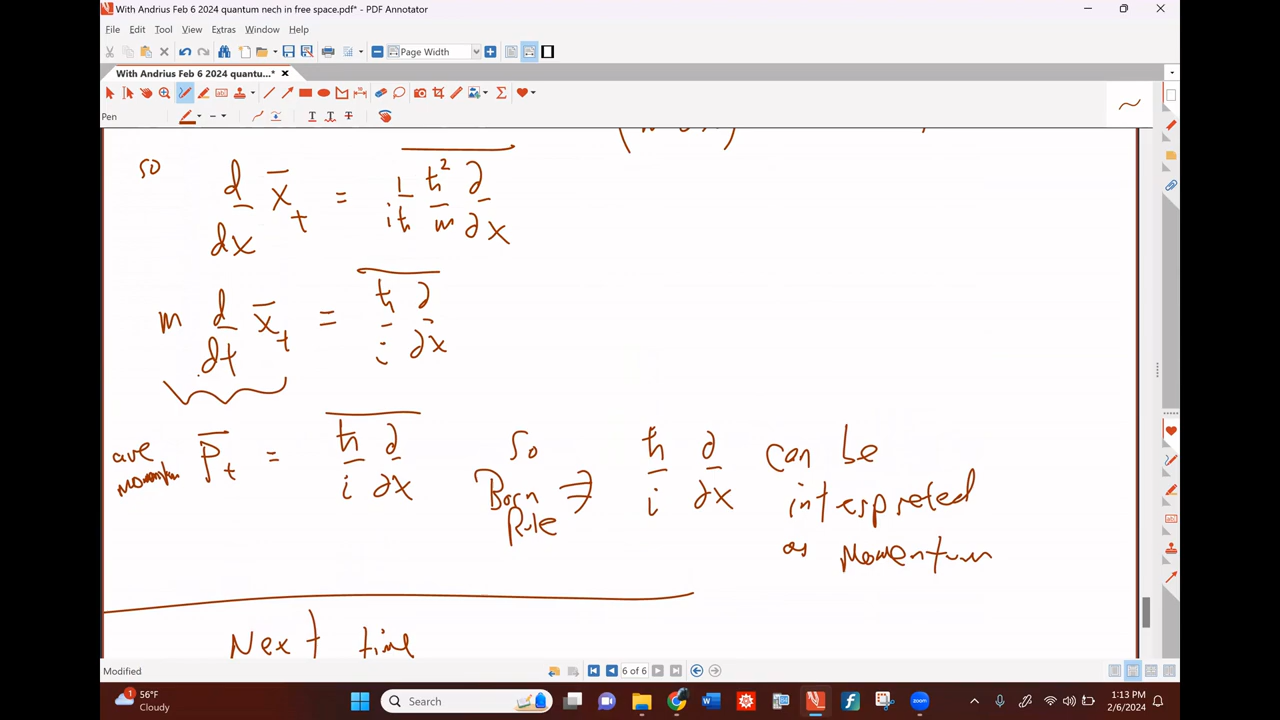 With Andrius Feb 6 2024 quantum nech in free space.pdf* - PDF Annotator
File Edit Tool View Extras Window Help
Page Width
With Andrius Feb 6 2024 quantu...*
Pen
so d/dx x̄_t = 1/iħ ħ²/m ∂/∂x
m d/dt x̄_t = ħ/i ∂/∂x
ave momentum P̄_t = ħ/i ∂/∂x
So Born Rule ⇒ ħ/i ∂/∂x can be
interpreted
as momentum
Next time
Modified
6 of 6
1
56°F
Cloudy
Search
1:13 PM
2/6/2024